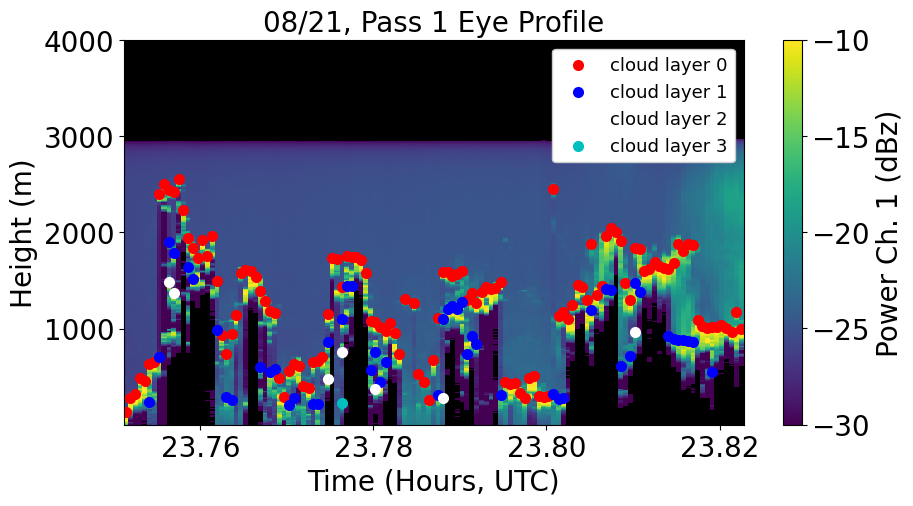 08/21, Pass 1 Eye Profile
4000
3000
2000
1000
Height (m)
cloud layer 0
cloud layer 1
cloud layer 2
cloud layer 3
23.76
23.78
23.80
23.82
Time (Hours, UTC)
−10
−15
−20
−25
−30
Power Ch. 1 (dBz)